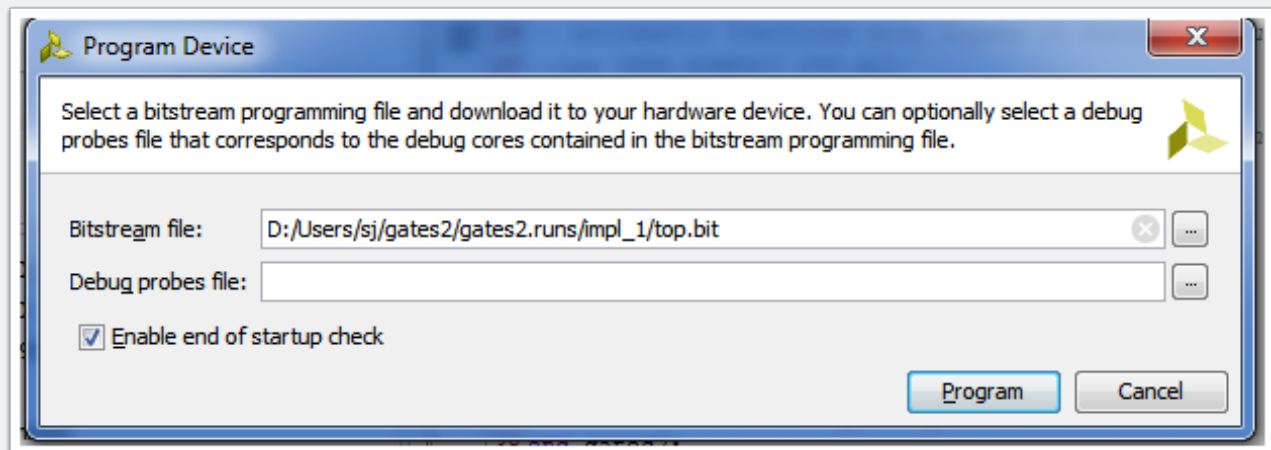 Program Device
Select a bitstream programming file and download it to your hardware device. You can optionally select a debug
probes file that corresponds to the debug cores contained in the bitstream programming file.
Bitstream file: D:/Users/sj/gates2/gates2.runs/impl_1/top.bit ...
Debug probes file: ...
Enable end of startup check
Program Cancel